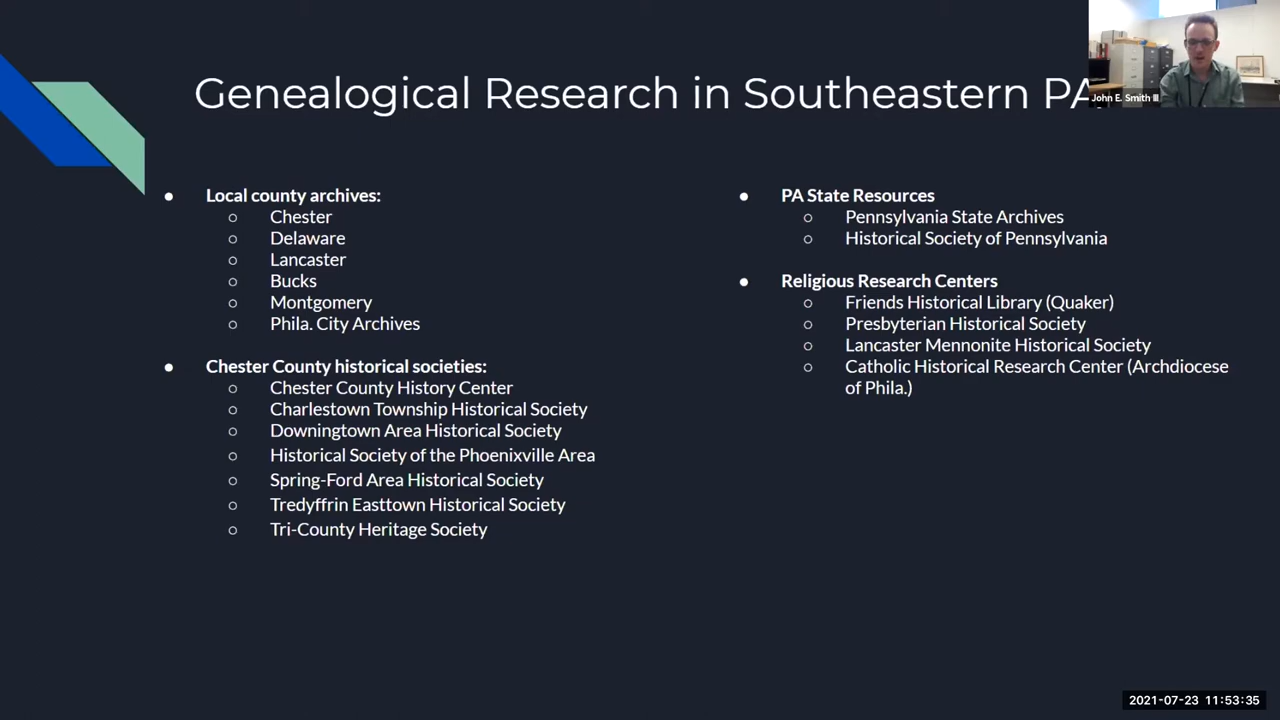 Genealogical Research in Southeastern PA
John E. Smith III
Local county archives:
Chester
Delaware
Lancaster
Bucks
Montgomery
Phila. City Archives
Chester County historical societies:
Chester County History Center
Charlestown Township Historical Society
Downingtown Area Historical Society
Historical Society of the Phoenixville Area
Spring-Ford Area Historical Society
Tredyffrin Easttown Historical Society
Tri-County Heritage Society
PA State Resources
Pennsylvania State Archives
Historical Society of Pennsylvania
Religious Research Centers
Friends Historical Library (Quaker)
Presbyterian Historical Society
Lancaster Mennonite Historical Society
Catholic Historical Research Center (Archdiocese
of Phila.)
2021-07-23 11:53:35